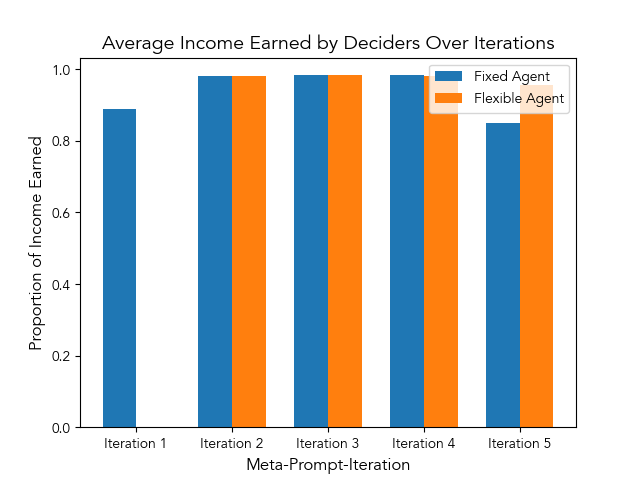 Average Income Earned by Deciders Over Iterations
Fixed Agent
Flexible Agent
Proportion of Income Earned
1.0
0.8
0.6
0.4
0.2
0.0
Iteration 1
Iteration 2
Iteration 3
Iteration 4
Iteration 5
Meta-Prompt-Iteration